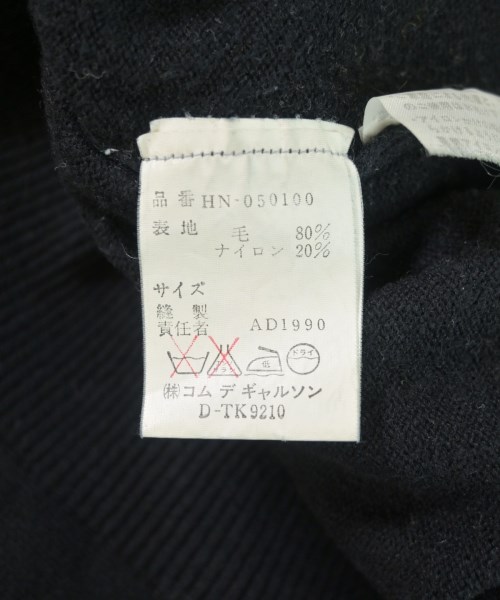 品番 HN-050100
表地 毛 80%
ナイロン 20%
サイズ
縫製
責任者 AD1990
低 ドライ
㈱コム デ ギャルソン
D-TK9210